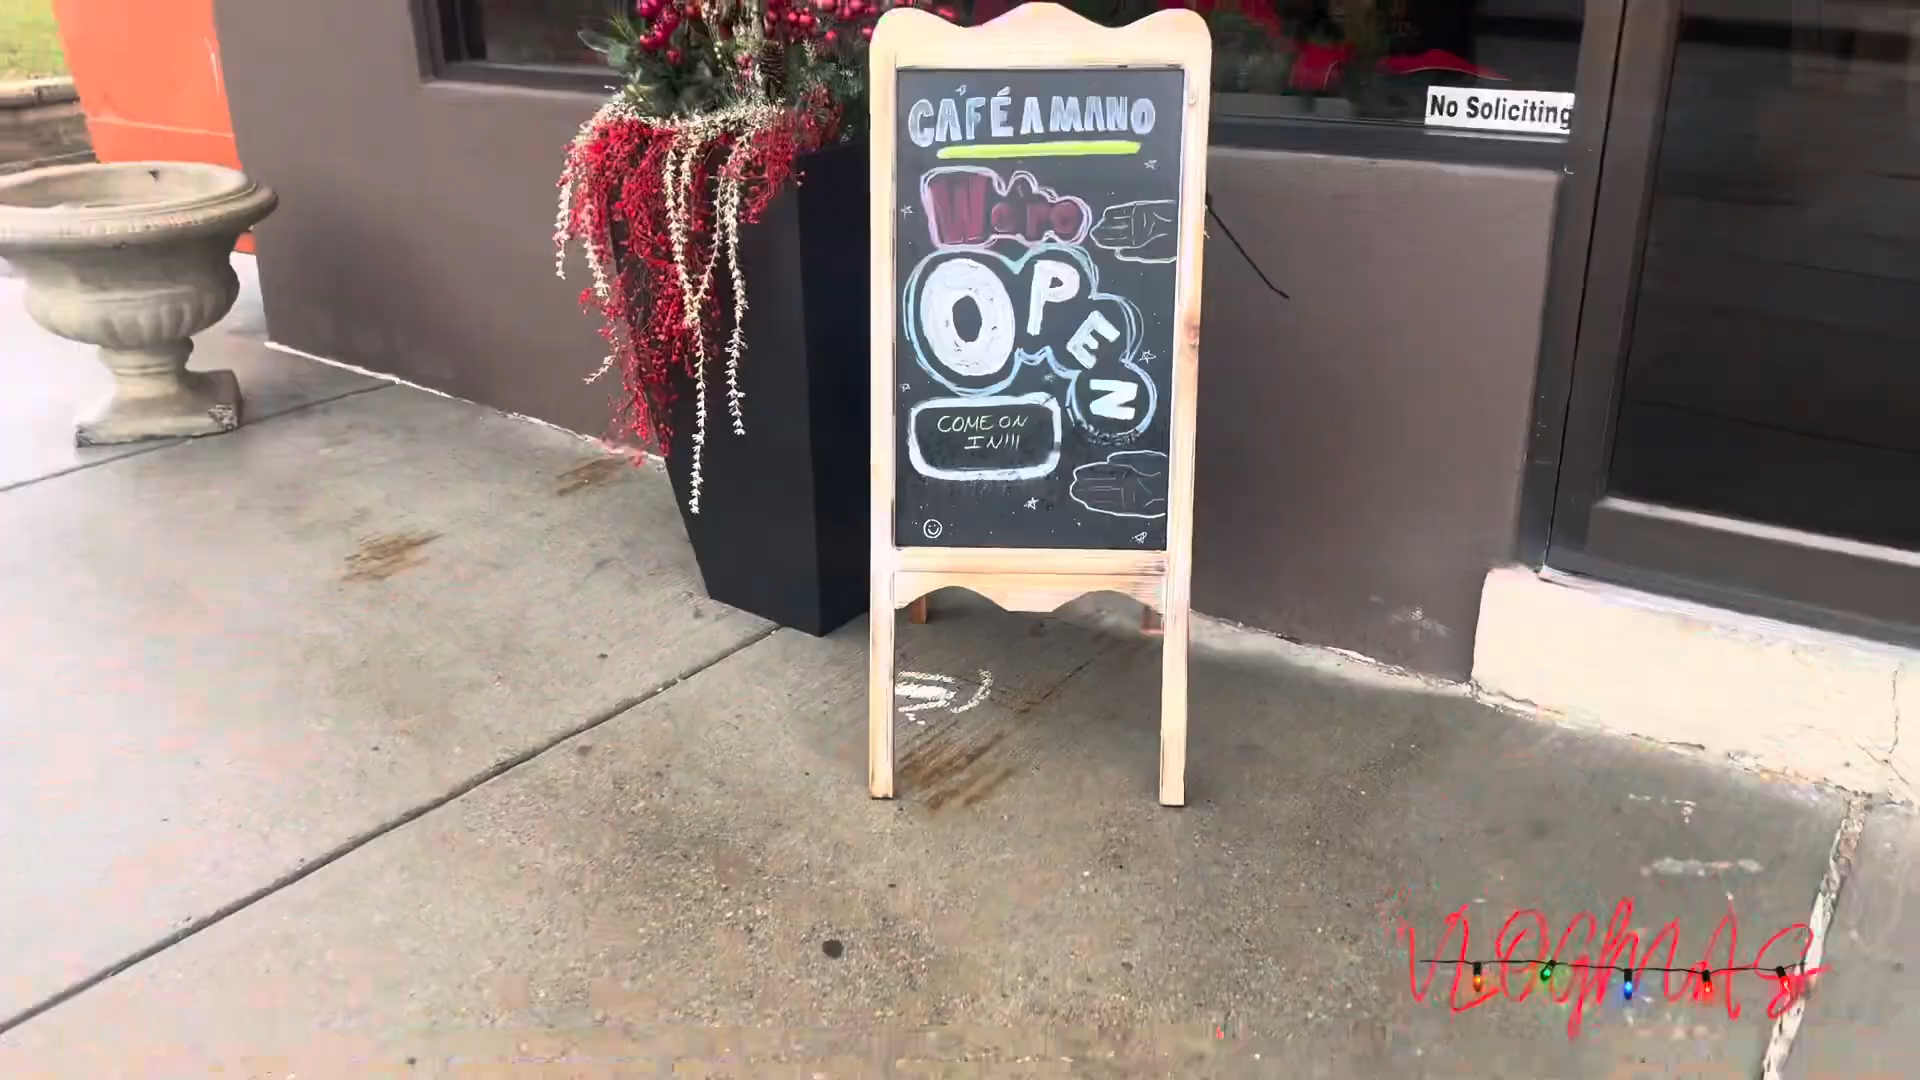 CAFÉ A MANO
No Soliciting
We're
OPEN
COME ON
IN!!!
VLOGMAS